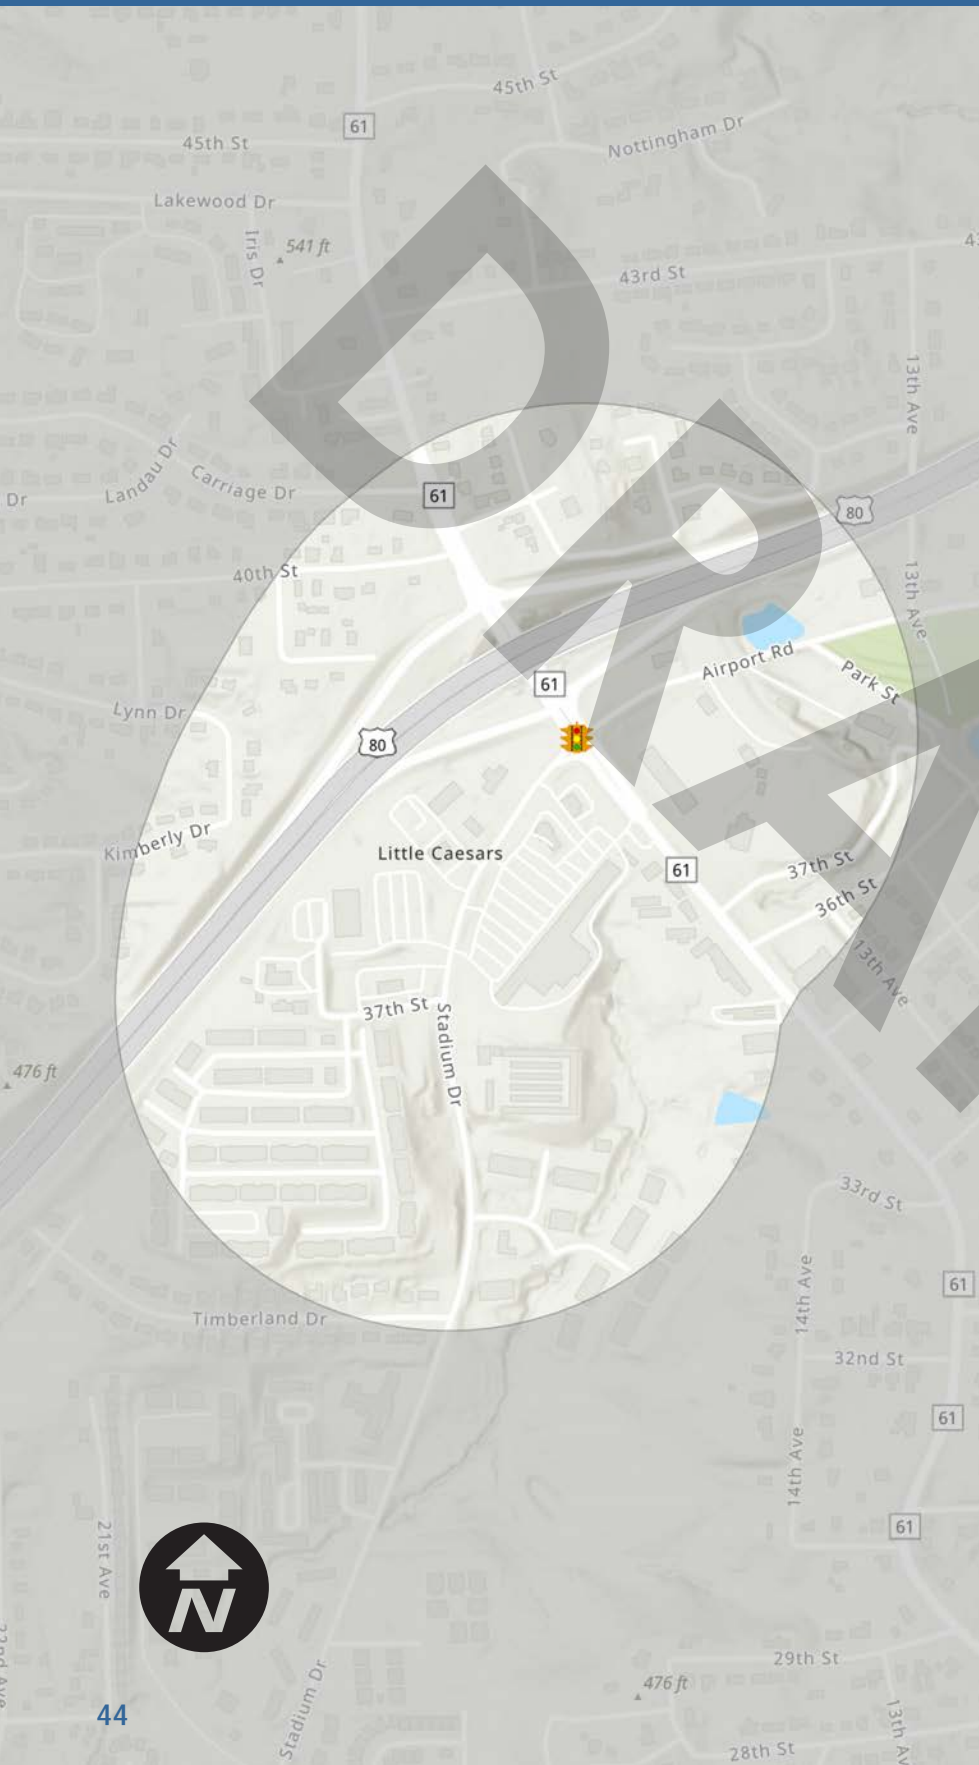 45th St
61
45th St
Nottingham Dr
Lakewood Dr
Iris Dr
541 ft
43rd St
43
13th Ave
Landau Dr
Carriage Dr
Dr
61
80
40th St
13th Ave
Airport Rd
Park St
61
Lynn Dr
80
Kimberly Dr
Little Caesars
61
37th St
36th St
13th Ave
37th St
Stadium Dr
476 ft
33rd St
14th Ave
61
Timberland Dr
32nd St
61
14th Ave
61
21st Ave
N
22nd Ave
29th St
476 ft
Stadium Dr
13th Av
28th St
44
DRA